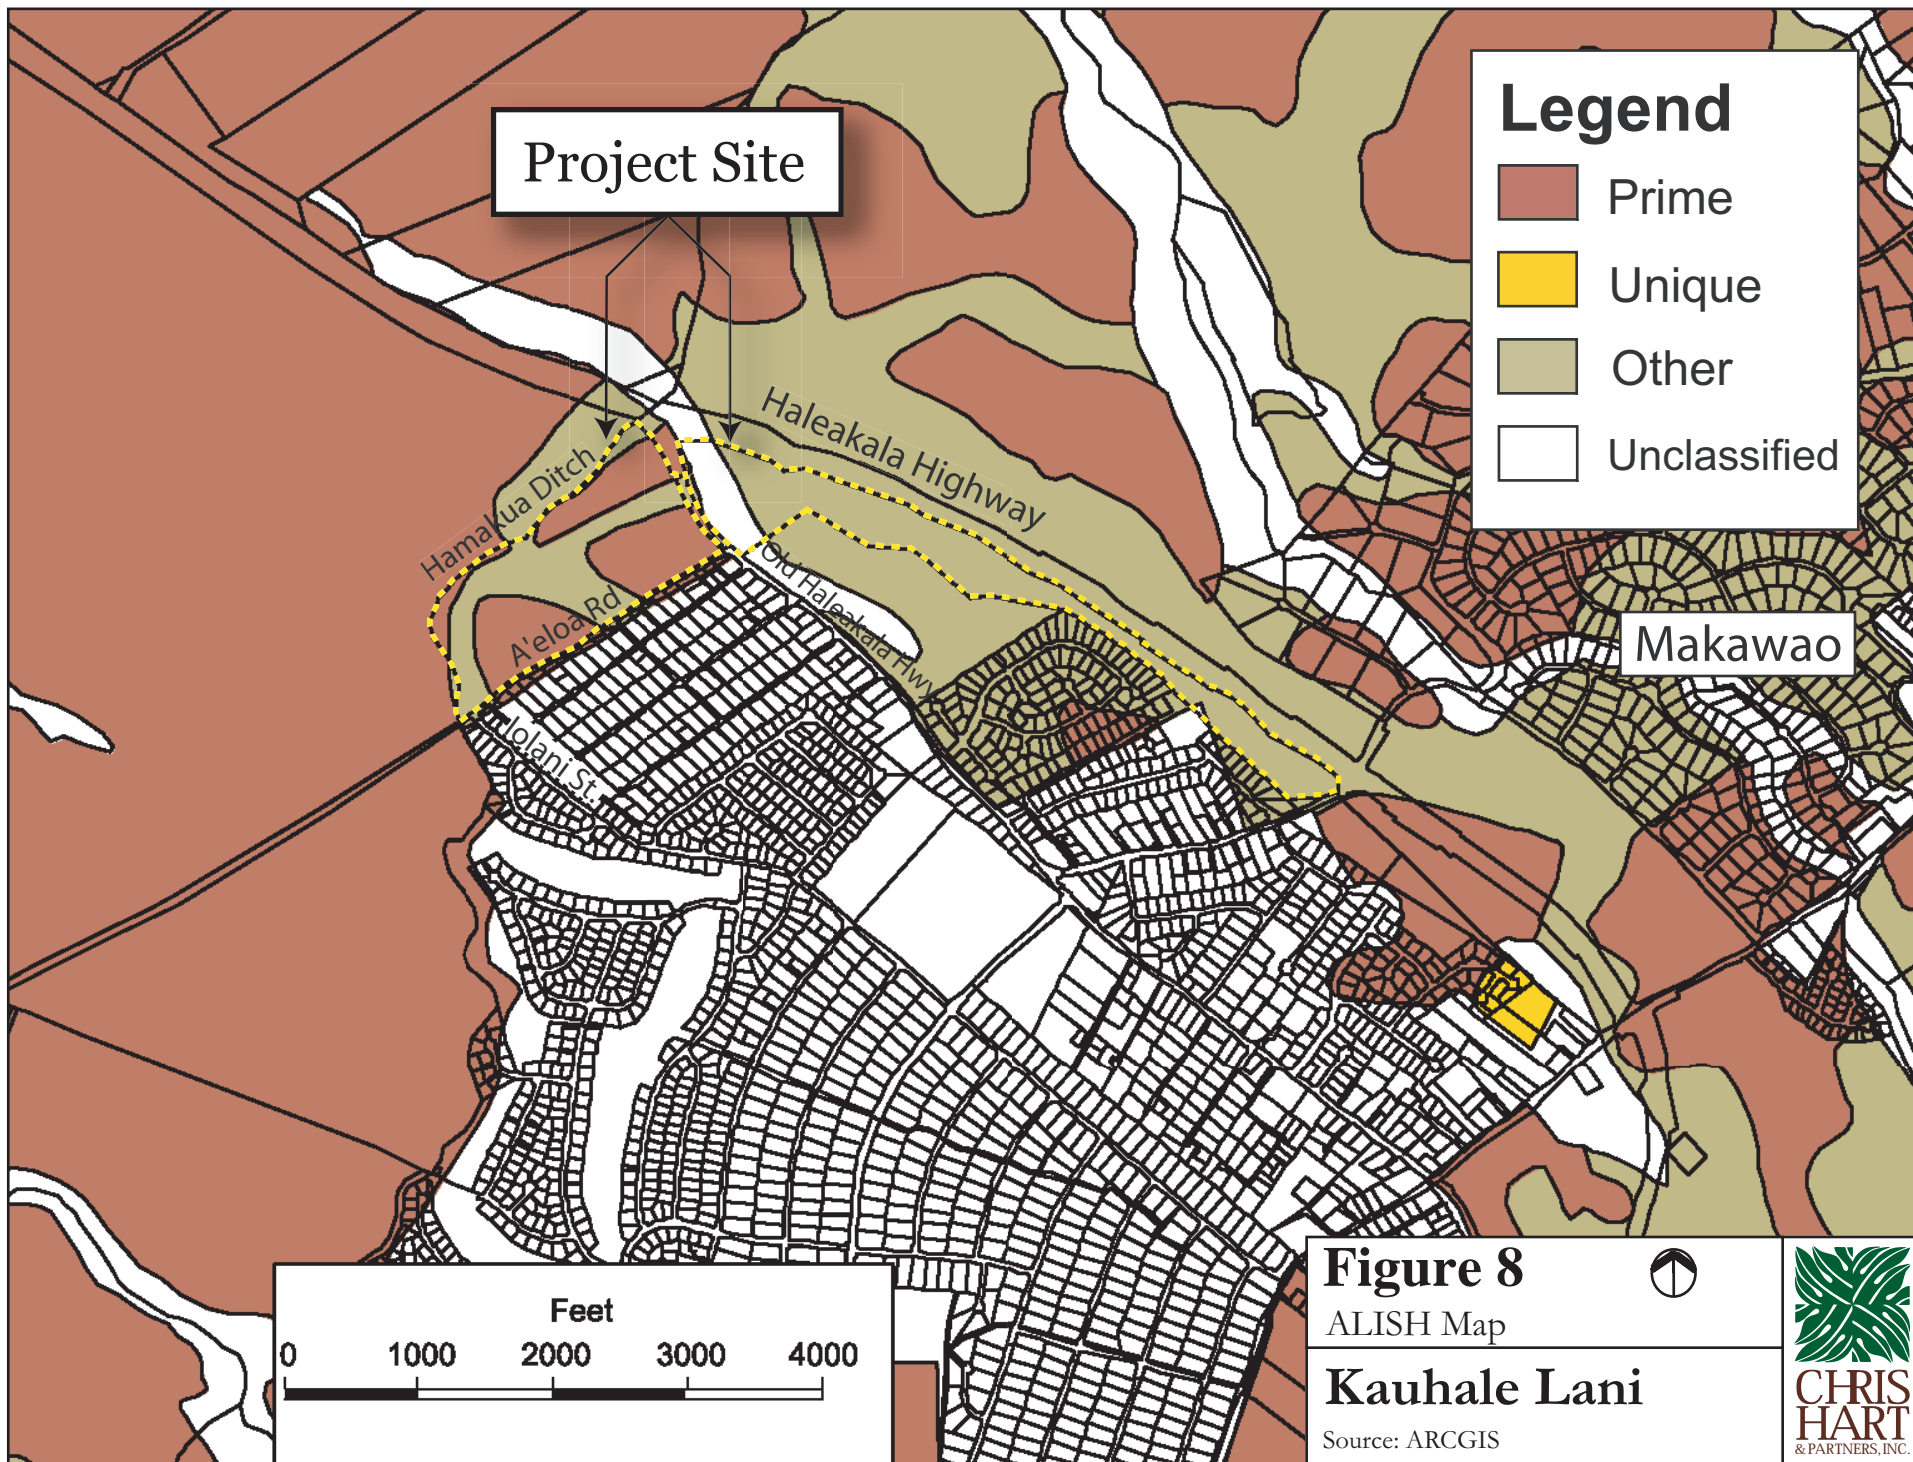 Legend
Prime
Unique
Other
Unclassified
Project Site
Haleakala Highway
Hamakua Ditch
Old Haleakala Hwy
A'eloa Rd
Iolani St.
Makawao
Feet
0 1000 2000 3000 4000
Figure 8
ALISH Map
Kauhale Lani
Source: ARCGIS
CHRIS
HART
& PARTNERS, INC.